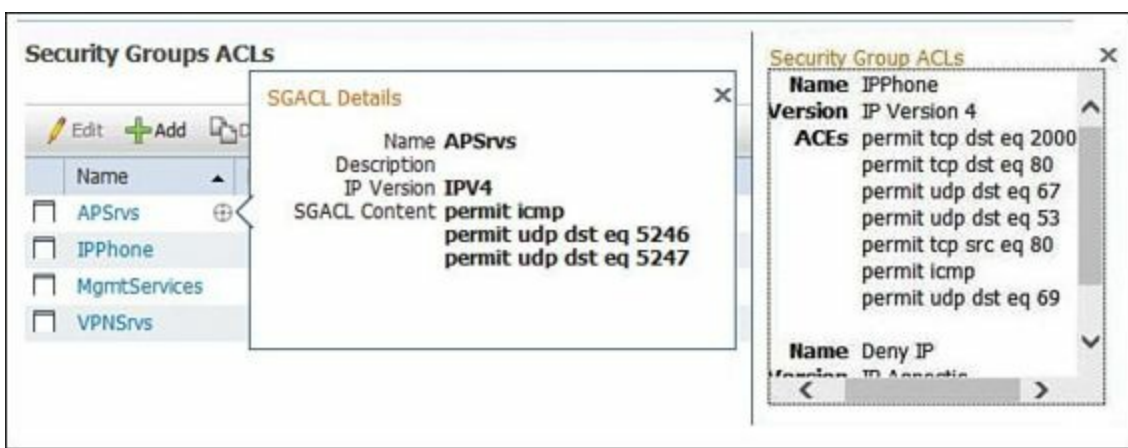 Security Groups ACLs
Edit Add D
Name
APSrvs
IPPhone
MgmtServices
VPNSrvs
SGACL Details
Name APSrvs
Description
IP Version IPV4
SGACL Content permit icmp
permit udp dst eq 5246
permit udp dst eq 5247
Security Group ACLs
Name IPPhone
Version IP Version 4
ACEs permit tcp dst eq 2000
permit tcp dst eq 80
permit udp dst eq 67
permit udp dst eq 53
permit tcp src eq 80
permit icmp
permit udp dst eq 69
Name Deny IP
Version IP Agnostic